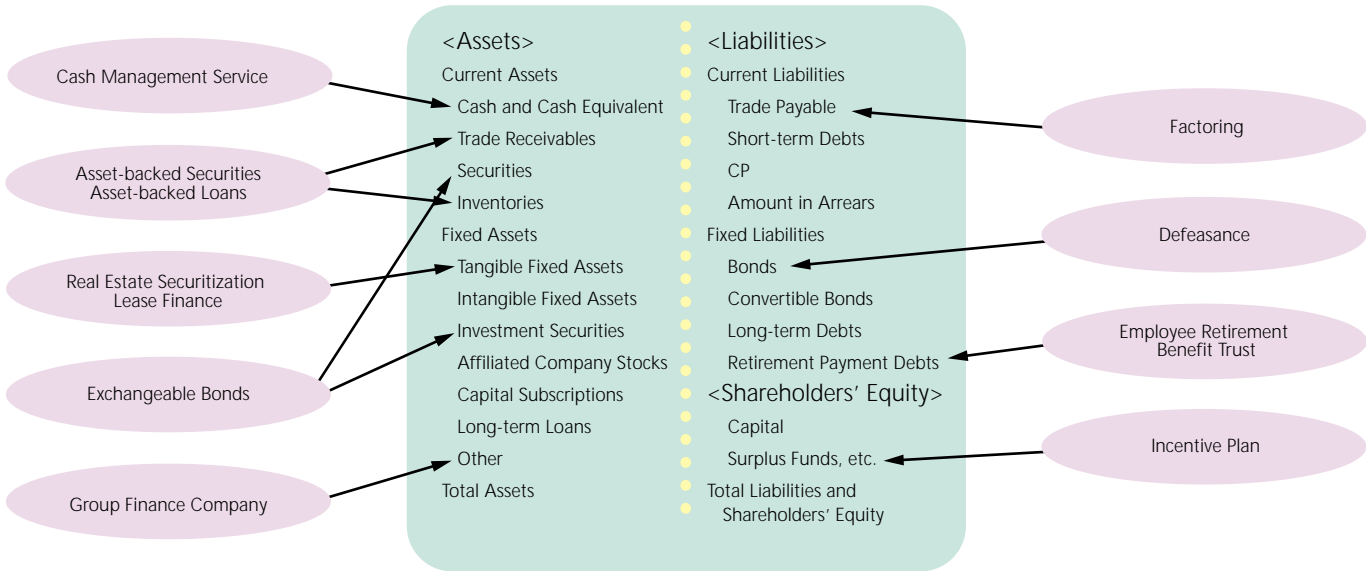 Cash Management Service
Asset-backed Securities
Asset-backed Loans
Real Estate Securitization
Lease Finance
Exchangeable Bonds
Group Finance Company
<Assets>
Current Assets
Cash and Cash Equivalent
Trade Receivables
Securities
Inventories
Fixed Assets
Tangible Fixed Assets
Intangible Fixed Assets
Investment Securities
Affiliated Company Stocks
Capital Subscriptions
Long-term Loans
Other
Total Assets
<Liabilities>
Current Liabilities
Trade Payable
Short-term Debts
CP
Amount in Arrears
Fixed Liabilities
Bonds
Convertible Bonds
Long-term Debts
Retirement Payment Debts
<Shareholders’ Equity>
Capital
Surplus Funds, etc.
Total Liabilities and
Shareholders’ Equity
Factoring
Defeasance
Employee Retirement
Benefit Trust
Incentive Plan